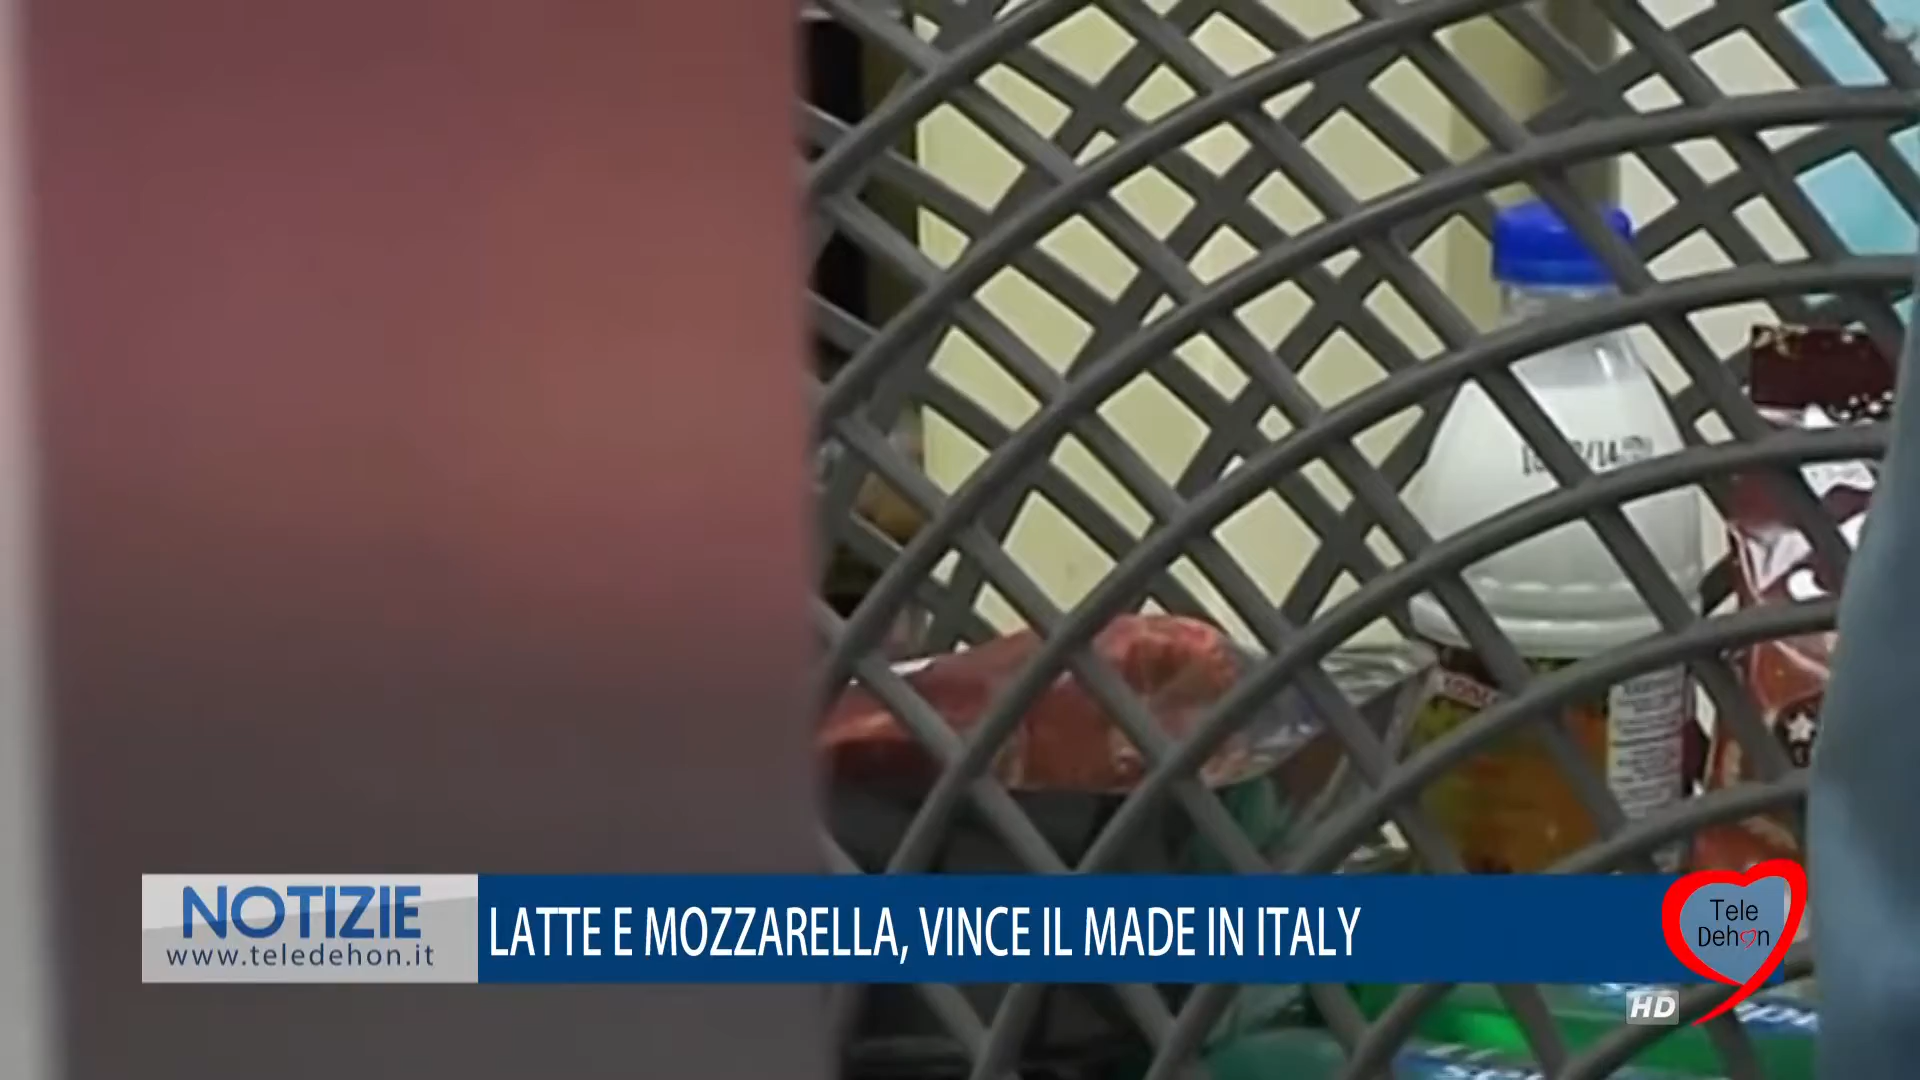 NOTIZIE
www.teledehon.it
LATTE E MOZZARELLA, VINCE IL MADE IN ITALY
Tele
Dehon
HD